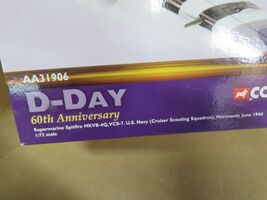 AA31906
D-DAY
60th Anniversary
CO
Supermarine Spitfire MKVB-4Q, VCS-7, U.S. Navy (Cruiser Scouting Squadron), Normandy June 1944
1/72 scale